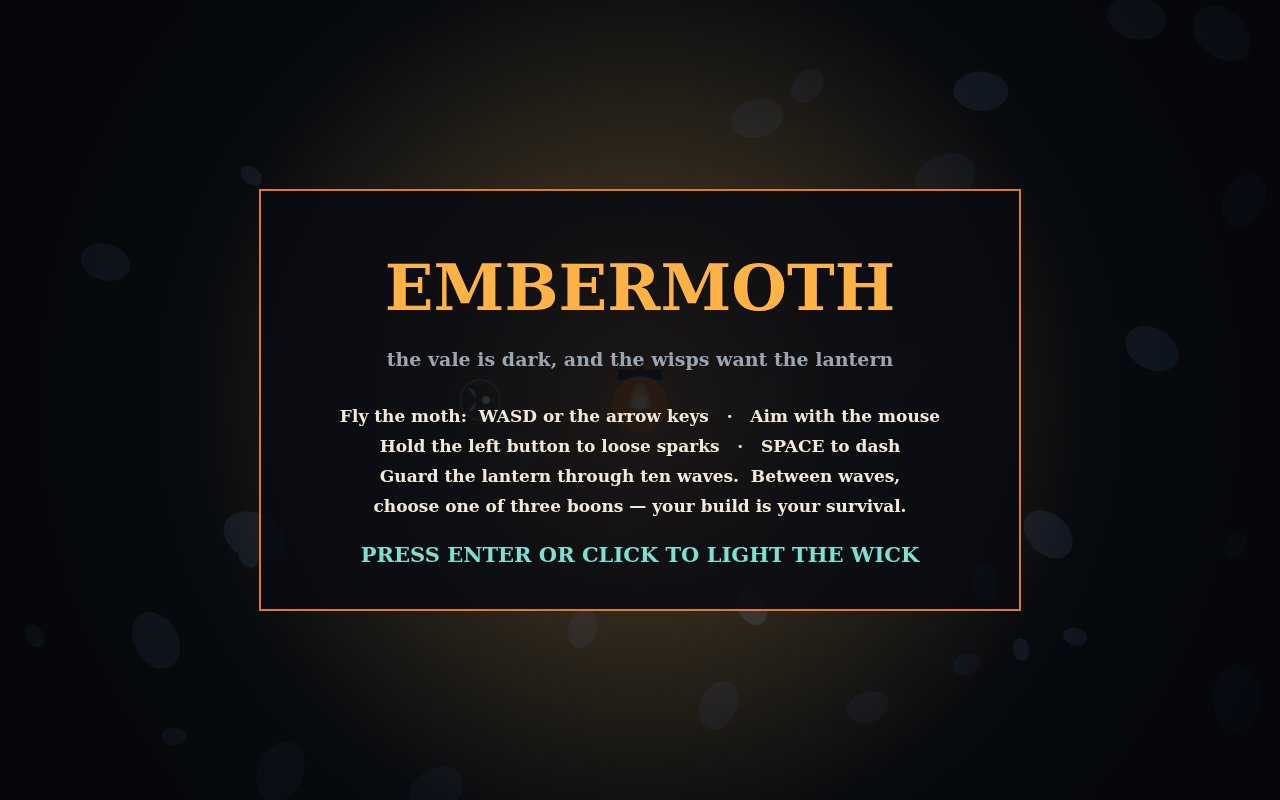 EMBERMOTH
the vale is dark, and the wisps want the lantern
Fly the moth:  WASD or the arrow keys   ·   Aim with the mouse
Hold the left button to loose sparks   ·   SPACE to dash
Guard the lantern through ten waves.  Between waves,
choose one of three boons — your build is your survival.
PRESS ENTER OR CLICK TO LIGHT THE WICK